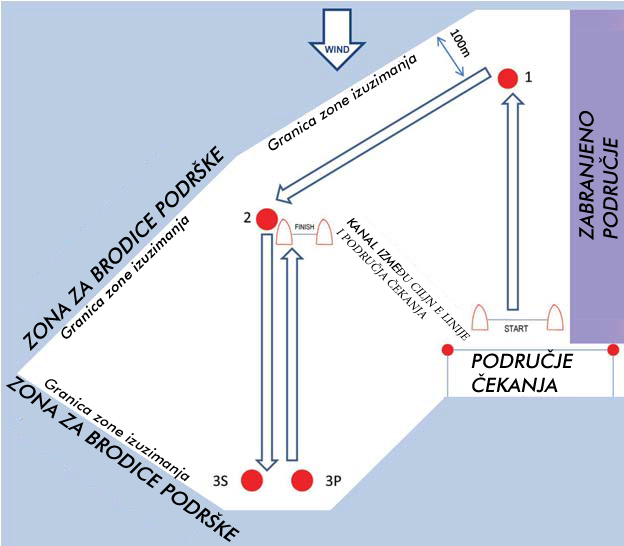 WIND
100m
1
Granica zone izuzimanja
ZABRANJENO
PODRUČJE
ZONA ZA BRODICE PODRŠKE
Granica zone izuzimanja
2
FINISH
KANAL IZMEĐU CILJN E LINIJE
I PODRUČJA ČEKANJA
START
PODRUČJE
ČEKANJA
Granica zone izuzimanja
ZONA ZA BRODICE PODRŠKE
3S
3P